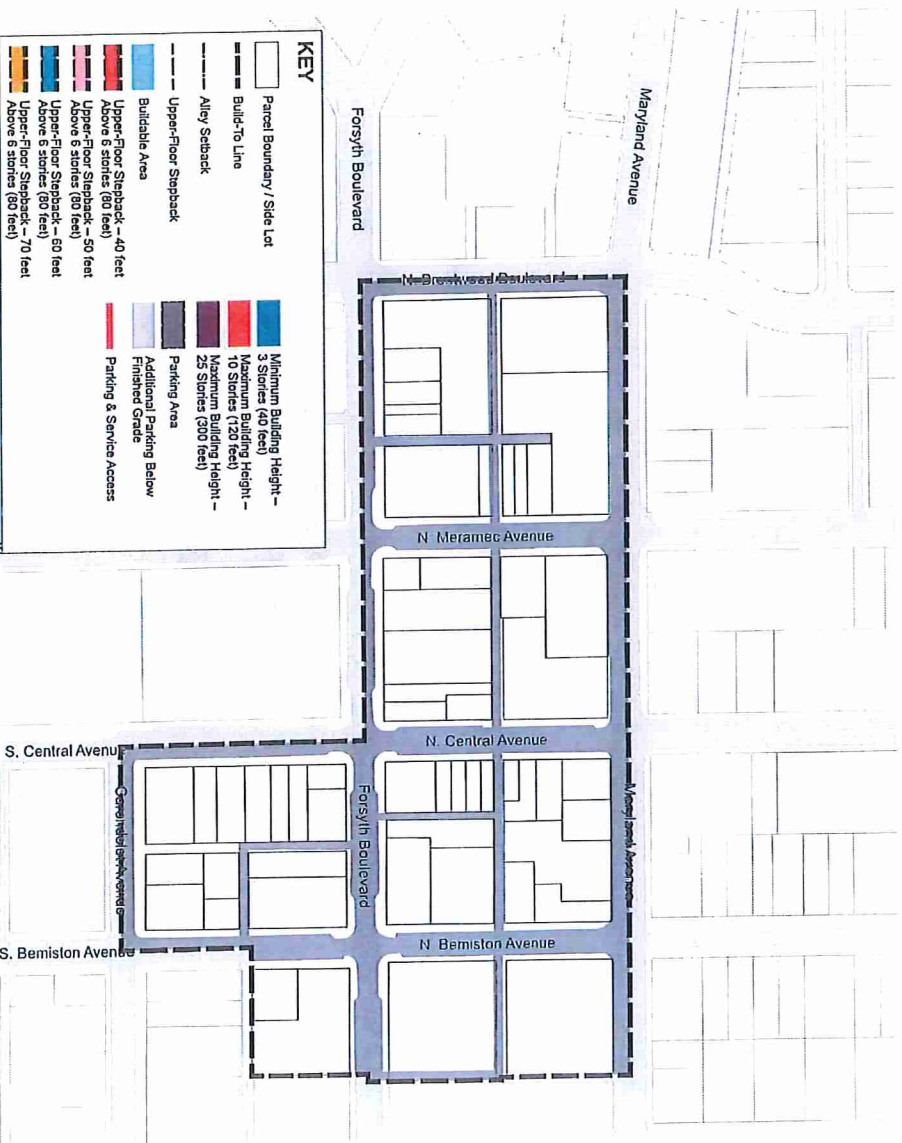 KEY
Parcel Boundary / Side Lot
Build-To Line
Alley Setback
Upper-Floor Stepback
Buildable Area
Upper-Floor Stepback – 40 feet
Above 6 stories (80 feet)
Upper-Floor Stepback – 50 feet
Above 6 stories (80 feet)
Upper-Floor Stepback – 60 feet
Above 6 stories (80 feet)
Upper-Floor Stepback – 70 feet
Above 6 stories (80 feet)
Minimum Building Height –
3 Stories (40 feet)
Maximum Building Height –
10 Stories (120 feet)
Maximum Building Height –
25 Stories (300 feet)
Parking Area
Additional Parking Below
Finished Grade
Parking & Service Access
Maryland Avenue
Forsyth Boulevard
N. Brentwood Boulevard
N Meramec Avenue
N. Central Avenue
S. Central Avenue
Forsyth Boulevard
Maryland Avenue
N Bemiston Avenue
S. Bemiston Avenue